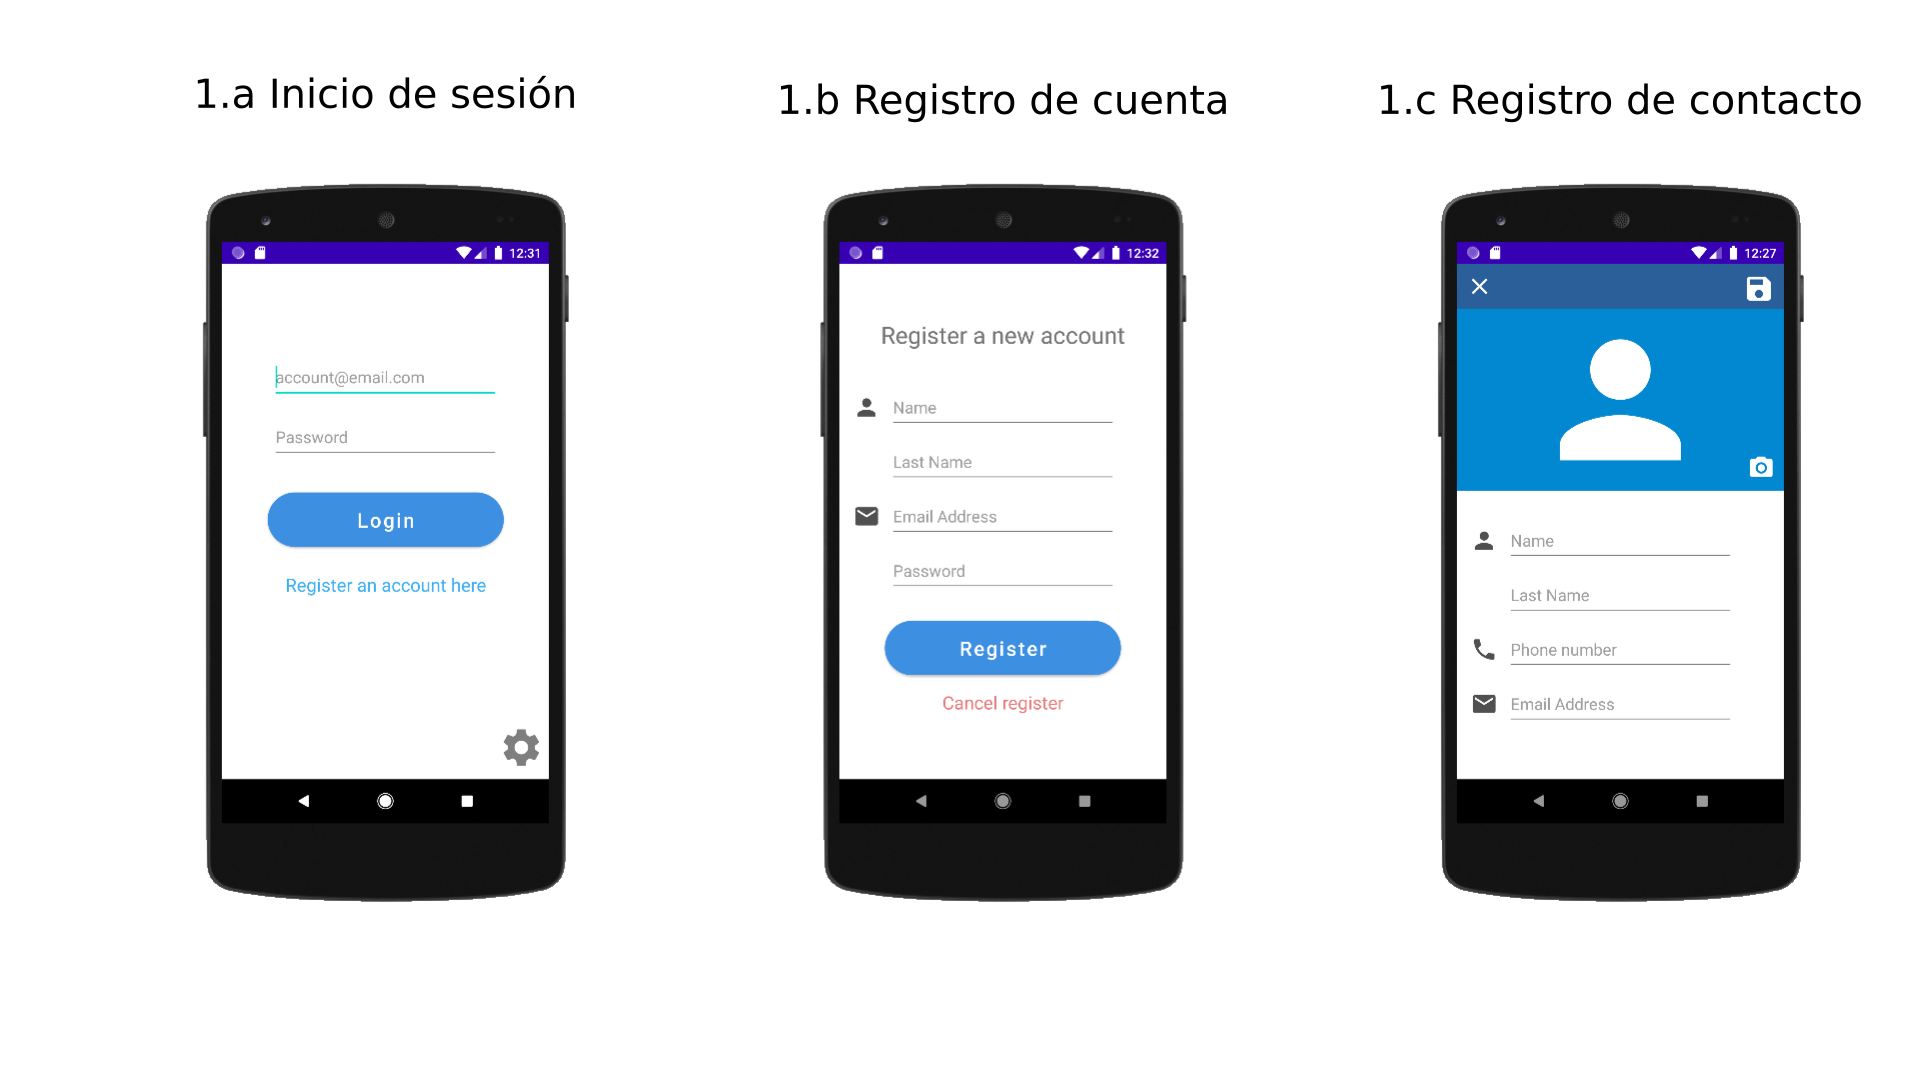 1.a Inicio de sesión
12:31
account@email.com
Password
Login
Register an account here
1.b Registro de cuenta
12:32
Register a new account
Name
Last Name
Email Address
Password
Register
Cancel register
1.c Registro de contacto
12:27
Name
Last Name
Phone number
Email Address